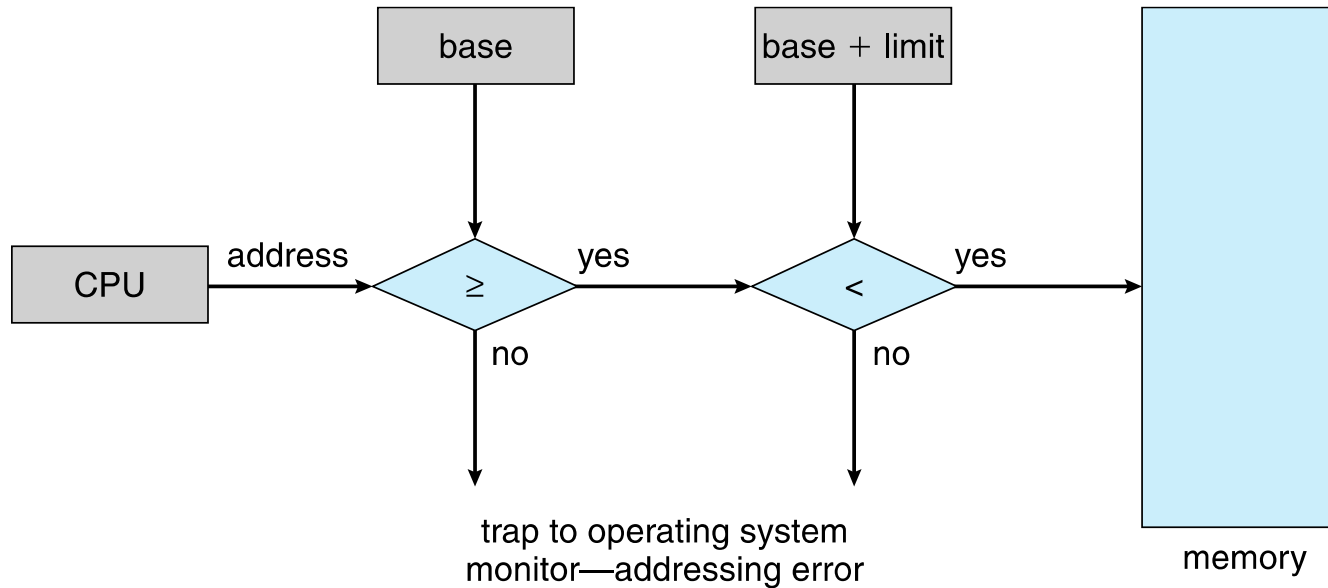 base
base + limit
CPU
address
≥
yes
<
yes
no
no
trap to operating system
monitor—addressing error
memory